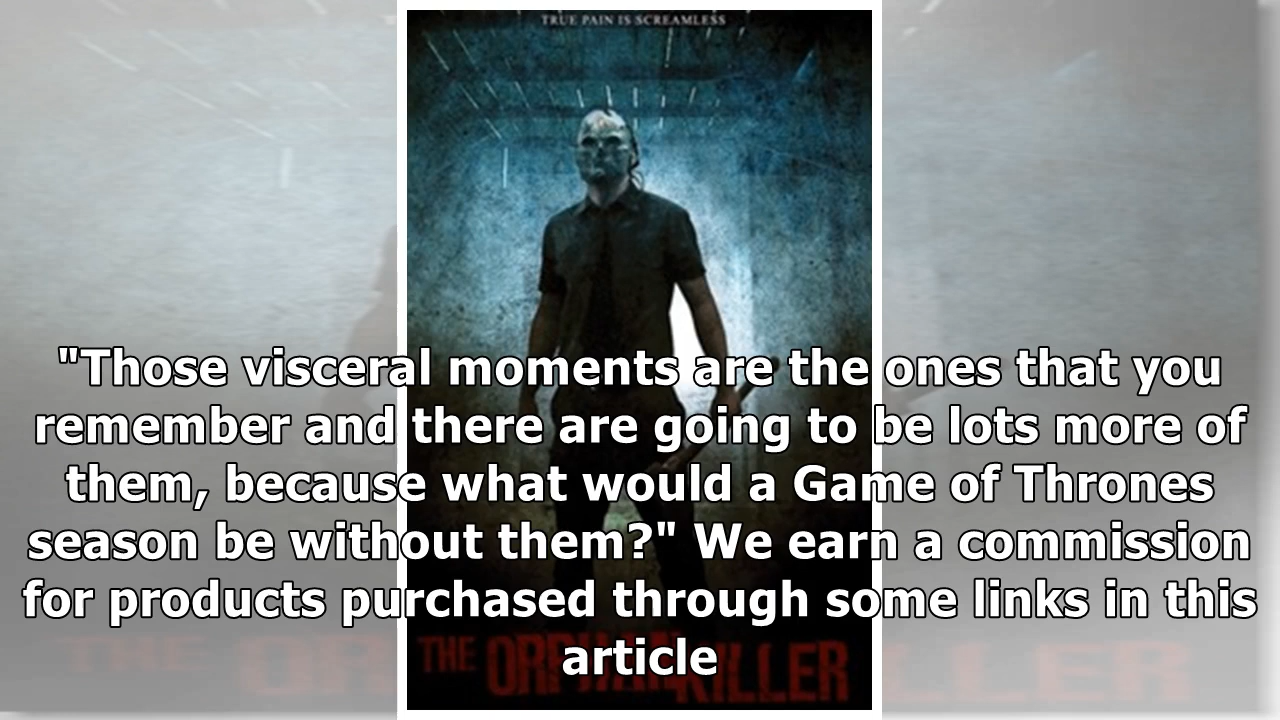 TRUE PAIN IS SCREAMLESS
"Those visceral moments are the ones that you
remember and there are going to be lots more of
them, because what would a Game of Thrones
season be without them?" We earn a commission
for products purchased through some links in this
article
THE ORPHAN KILLER